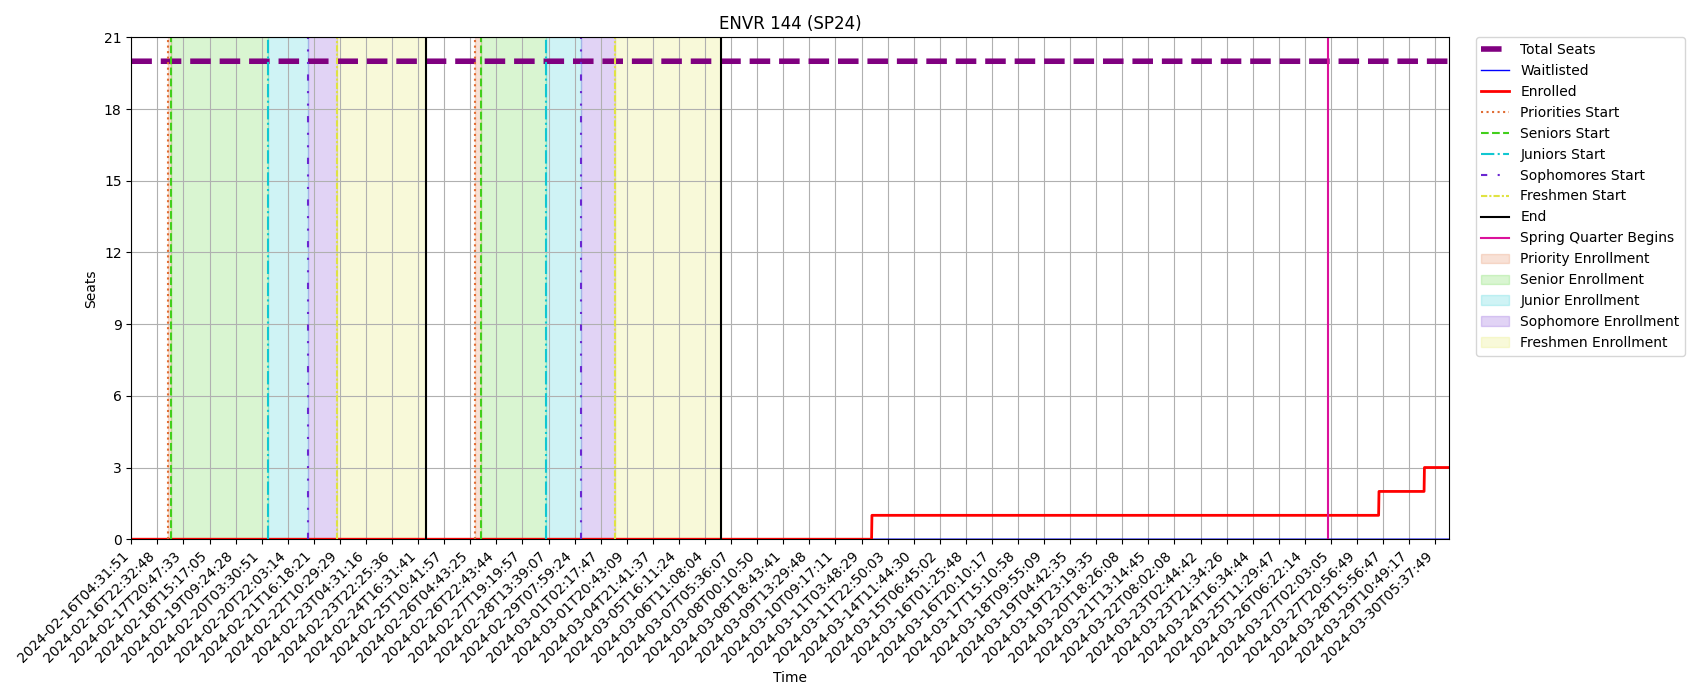 ENVR 144 (SP24)
21
18
15
12
9
6
3
0
Seats
2024-02-16T04:31:51
2024-02-16T22:32:48
2024-02-17T20:47:33
2024-02-18T15:17:05
2024-02-19T09:24:28
2024-02-20T03:30:51
2024-02-20T22:03:14
2024-02-21T16:18:21
2024-02-22T10:29:29
2024-02-23T04:31:16
2024-02-23T22:25:36
2024-02-24T16:31:41
2024-02-25T10:41:57
2024-02-26T04:43:25
2024-02-26T22:43:44
2024-02-27T19:19:57
2024-02-28T13:39:07
2024-02-29T07:59:24
2024-03-01T02:17:47
2024-03-01T20:43:09
2024-03-04T21:41:37
2024-03-05T16:11:24
2024-03-06T11:08:04
2024-03-07T05:36:07
2024-03-08T00:10:50
2024-03-08T18:43:41
2024-03-09T13:29:48
2024-03-10T09:17:11
2024-03-11T03:48:29
2024-03-11T22:50:03
2024-03-14T11:44:30
2024-03-15T06:45:02
2024-03-16T01:25:48
2024-03-16T20:10:17
2024-03-17T15:10:58
2024-03-18T09:55:09
2024-03-19T04:42:35
2024-03-19T23:19:35
2024-03-20T18:26:08
2024-03-21T13:14:45
2024-03-22T08:02:08
2024-03-23T02:44:42
2024-03-23T21:34:26
2024-03-24T16:34:44
2024-03-25T11:29:47
2024-03-26T06:22:14
2024-03-27T02:03:05
2024-03-27T20:56:49
2024-03-28T15:56:47
2024-03-29T10:49:17
2024-03-30T05:37:49
Time
Total Seats
Waitlisted
Enrolled
Priorities Start
Seniors Start
Juniors Start
Sophomores Start
Freshmen Start
End
Spring Quarter Begins
Priority Enrollment
Senior Enrollment
Junior Enrollment
Sophomore Enrollment
Freshmen Enrollment